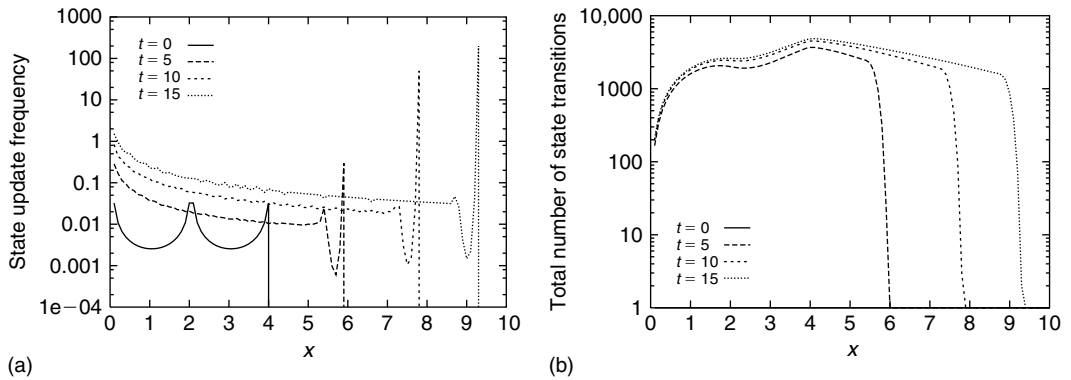 State update frequency
1000
100
10
1
0.1
0.01
0.001
1e−04
t = 0
t = 5
t = 10
t = 15
0 1 2 3 4 5 6 7 8 9 10
x
(a)
Total number of state transitions
10,000
1000
100
10
1
t = 0
t = 5
t = 10
t = 15
0 1 2 3 4 5 6 7 8 9 10
x
(b)